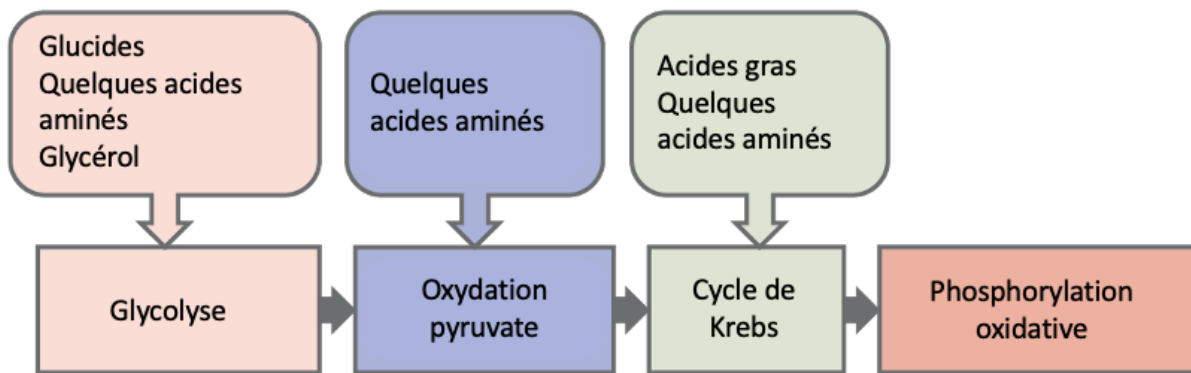 Glucides
Quelques acides
aminés
Glycérol
Quelques
acides aminés
Acides gras
Quelques
acides aminés
Glycolyse
Oxydation
pyruvate
Cycle de
Krebs
Phosphorylation
oxidative